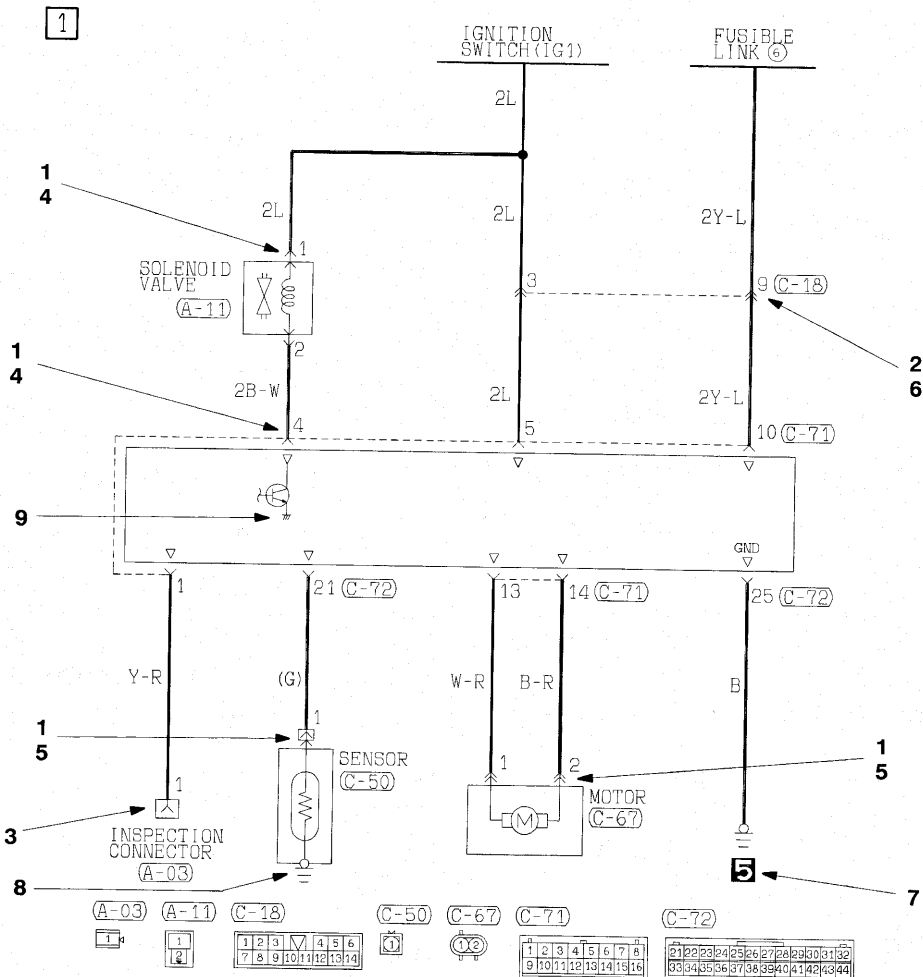 1
IGNITION
SWITCH(IG1)
FUSIBLE
LINK ⑥
2L
1
4
2L
2L
2Y-L
1
SOLENOID
VALVE
(A-11)
3
9 (C-18)
2
1
4
2
6
2B-W
2L
2Y-L
4
5
10 (C-71)
9
GND
1
21 (C-72)
13
14 (C-71)
25 (C-72)
Y-R
(G)
W-R
B-R
B
1
5
1
SENSOR
(C-50)
1
2
1
5
1
3
MOTOR
(C-67)
M
INSPECTION
CONNECTOR
(A-03)
8
5
7
(A-03)
(A-11)
(C-18)
(C-50)
(C-67)
(C-71)
(C-72)
1
1
2
1 2 3 4 5 6
7 8 9 10 11 12 13 14
1
1 2
1 2 3 4 5 6 7 8
9 10 11 12 13 14 15 16
21 22 23 24 25 26 27 28 29 30 31 32
33 34 35 36 37 38 39 40 41 42 43 44